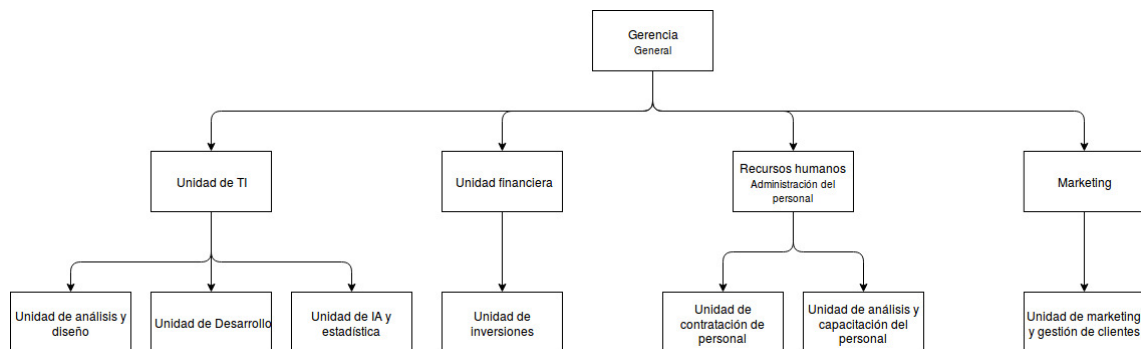 Gerencia
General
Unidad de TI
Unidad financiera
Recursos humanos
Administración del
personal
Marketing
Unidad de análisis y
diseño
Unidad de Desarrollo
Unidad de IA y
estadística
Unidad de
inversiones
Unidad de
contratación de
personal
Unidad de análisis y
capacitación del
personal
Unidad de marketing
y gestión de clientes